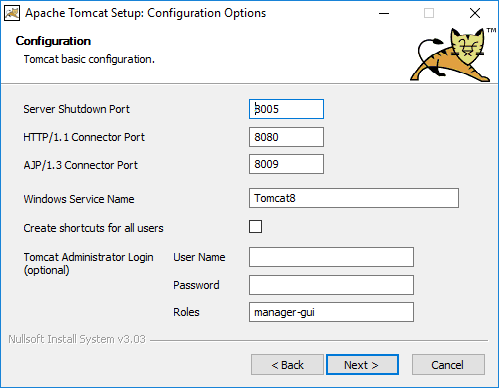 Apache Tomcat Setup: Configuration Options
Configuration
Tomcat basic configuration.
TM
Server Shutdown Port 8005
HTTP/1.1 Connector Port 8080
AJP/1.3 Connector Port 8009
Windows Service Name Tomcat8
Create shortcuts for all users
Tomcat Administrator Login User Name
(optional)
Password
Roles manager-gui
Nullsoft Install System v3.03
< Back Next > Cancel